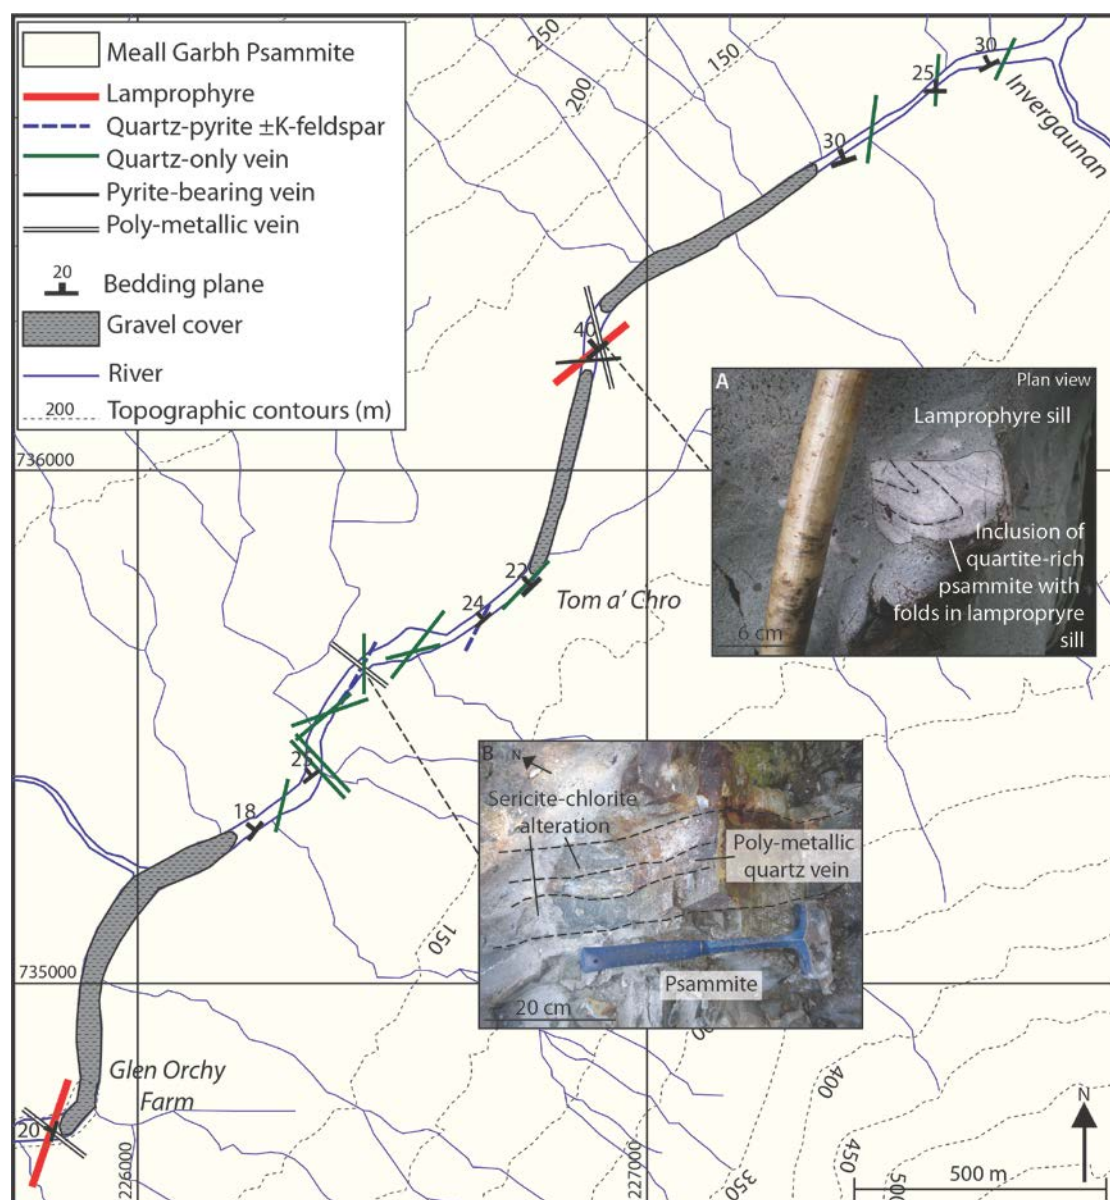 Meall Garbh Psammite
Lamprophyre
Quartz-pyrite ±K-feldspar
Quartz-only vein
Pyrite-bearing vein
Poly-metallic vein
20
Bedding plane
Gravel cover
River
200
Topographic contours (m)
250
200
150
30
25
Invergaunan
30
40
736000
A
Plan view
Lamprophyre sill
Inclusion of
quartite-rich
psammite with
folds in lampropryre
sill
6 cm
22
Tom a' Chro
24
18
B
N
Sericite-chlorite
alteration
Poly-metallic
quartz vein
Psammite
20 cm
150
735000
Glen Orchy
Farm
20
226000
227000
350
400
450
500
N
500 m